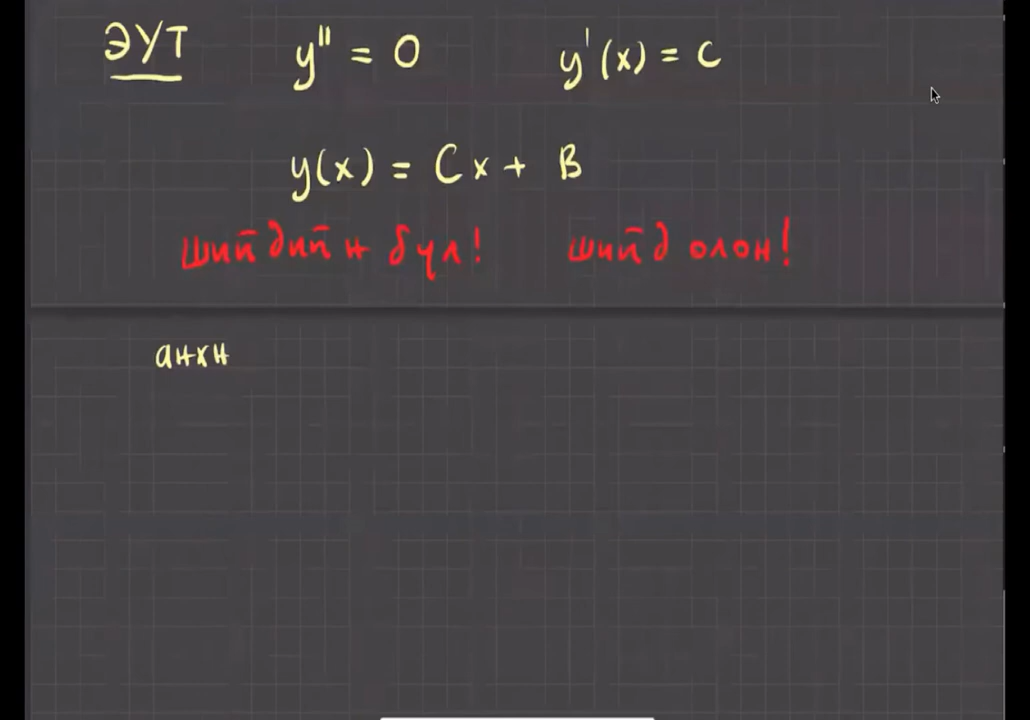 ЭУТ y'' = 0 y'(x) = C
y(x) = Cx + B
шийдийн бүл! шийд олон!
анхн